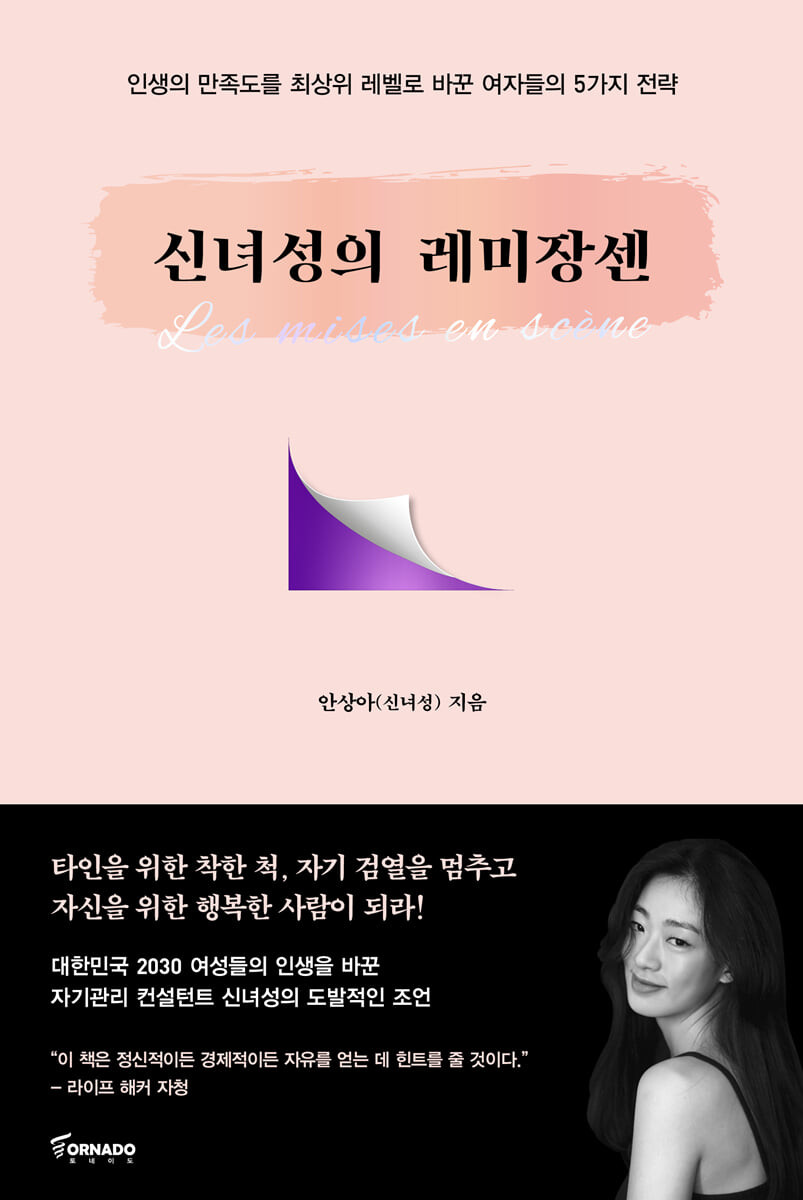 인생의 만족도를 최상위 레벨로 바꾼 여자들의 5가지 전략
신녀성의 레미장센
Les mises en scène
안상아(신녀성) 지음
타인을 위한 착한 척, 자기 검열을 멈추고
자신을 위한 행복한 사람이 되라!
대한민국 2030 여성들의 인생을 바꾼
자기관리 컨설턴트 신녀성의 도발적인 조언
“이 책은 정신적이든 경제적이든 자유를 얻는 데 힌트를 줄 것이다.”
– 라이프 해커 자청
TORNADO
토네이도